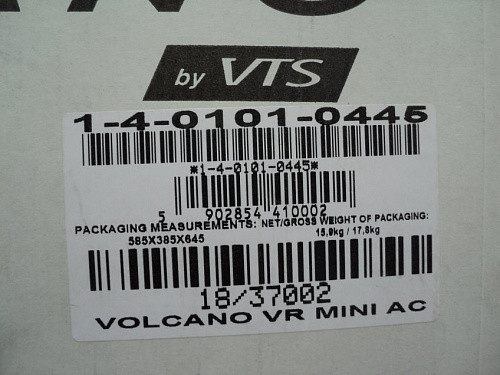 by VTS
1-4-0101-0445
*1-4-0101-0445*
5 902854 410002
PACKAGING MEASUREMENTS: NET/GROSS WEIGHT OF PACKAGING:
585X385X645 15,9kg / 17,8kg
18/37002
VOLCANO VR MINI AC